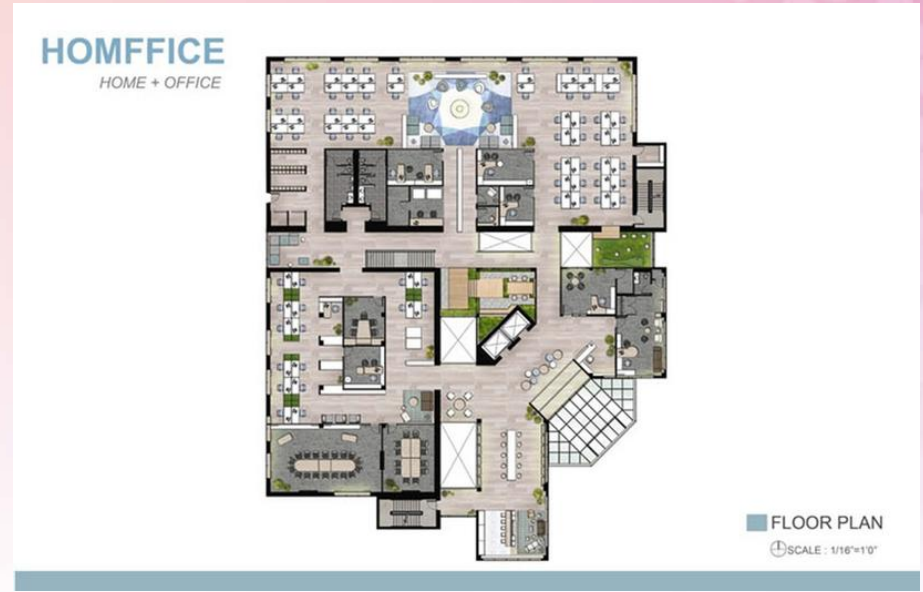 HOMFFICE
HOME + OFFICE
FLOOR PLAN
SCALE : 1/16"=1'0"